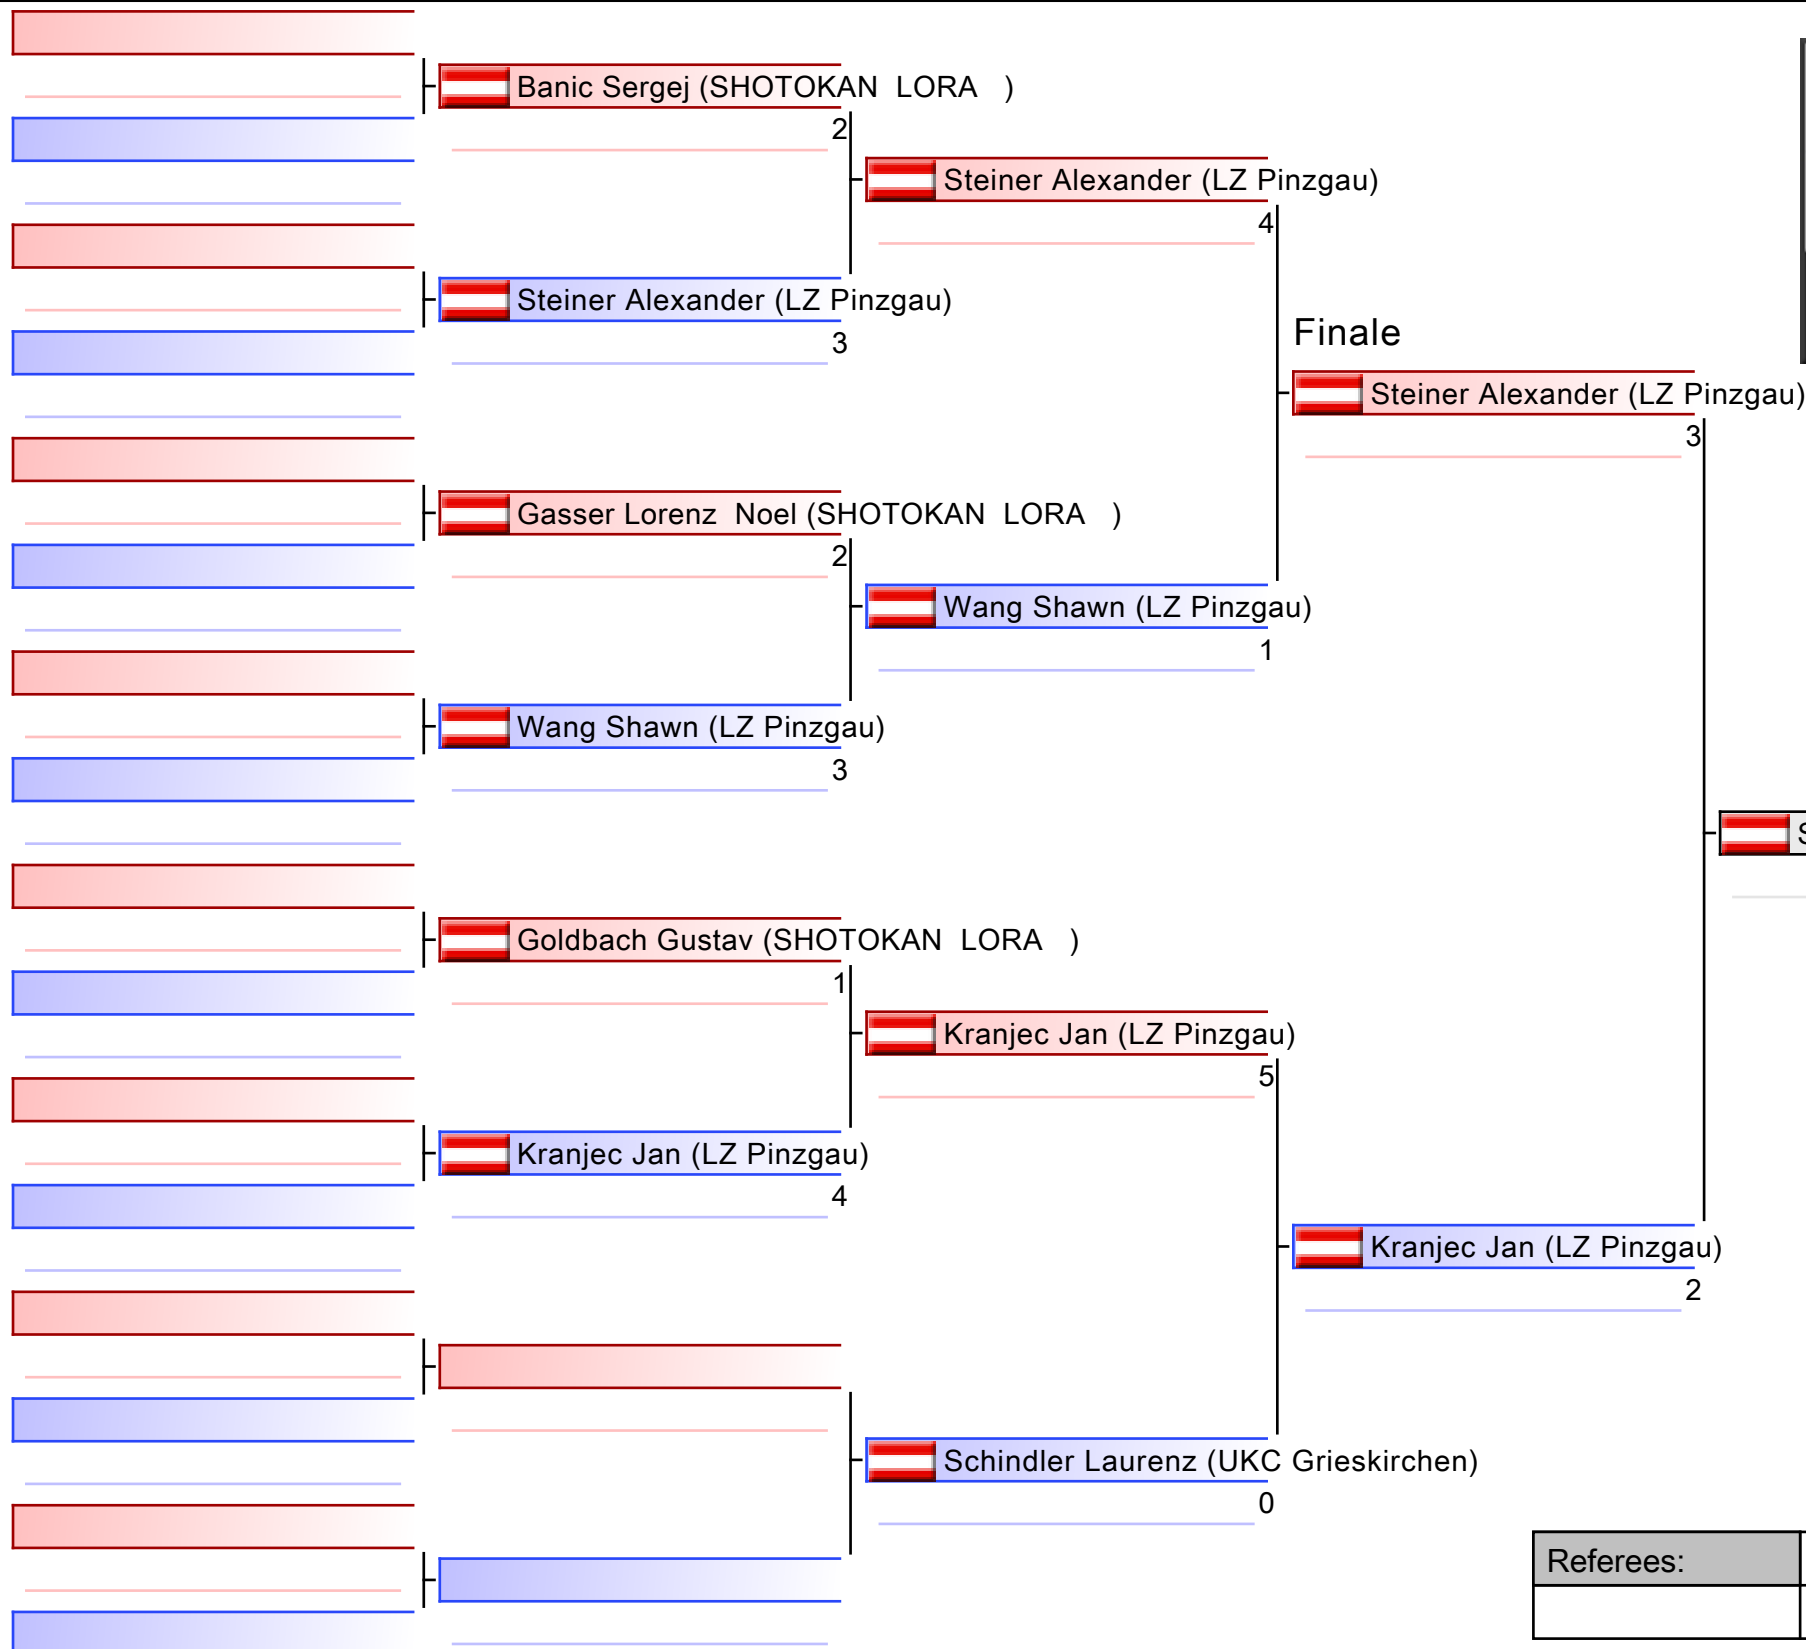 Banic Sergej (SHOTOKAN LORA )
2
Steiner Alexander (LZ Pinzgau)
3
Gasser Lorenz Noel (SHOTOKAN LORA )
2
Wang Shawn (LZ Pinzgau)
3
Goldbach Gustav (SHOTOKAN LORA )
1
Kranjec Jan (LZ Pinzgau)
4
Steiner Alexander (LZ Pinzgau)
4
Wang Shawn (LZ Pinzgau)
1
Kranjec Jan (LZ Pinzgau)
5
Schindler Laurenz (UKC Grieskirchen)
0
Finale
Steiner Alexander (LZ Pinzgau)
3
Kranjec Jan (LZ Pinzgau)
2
Referees: